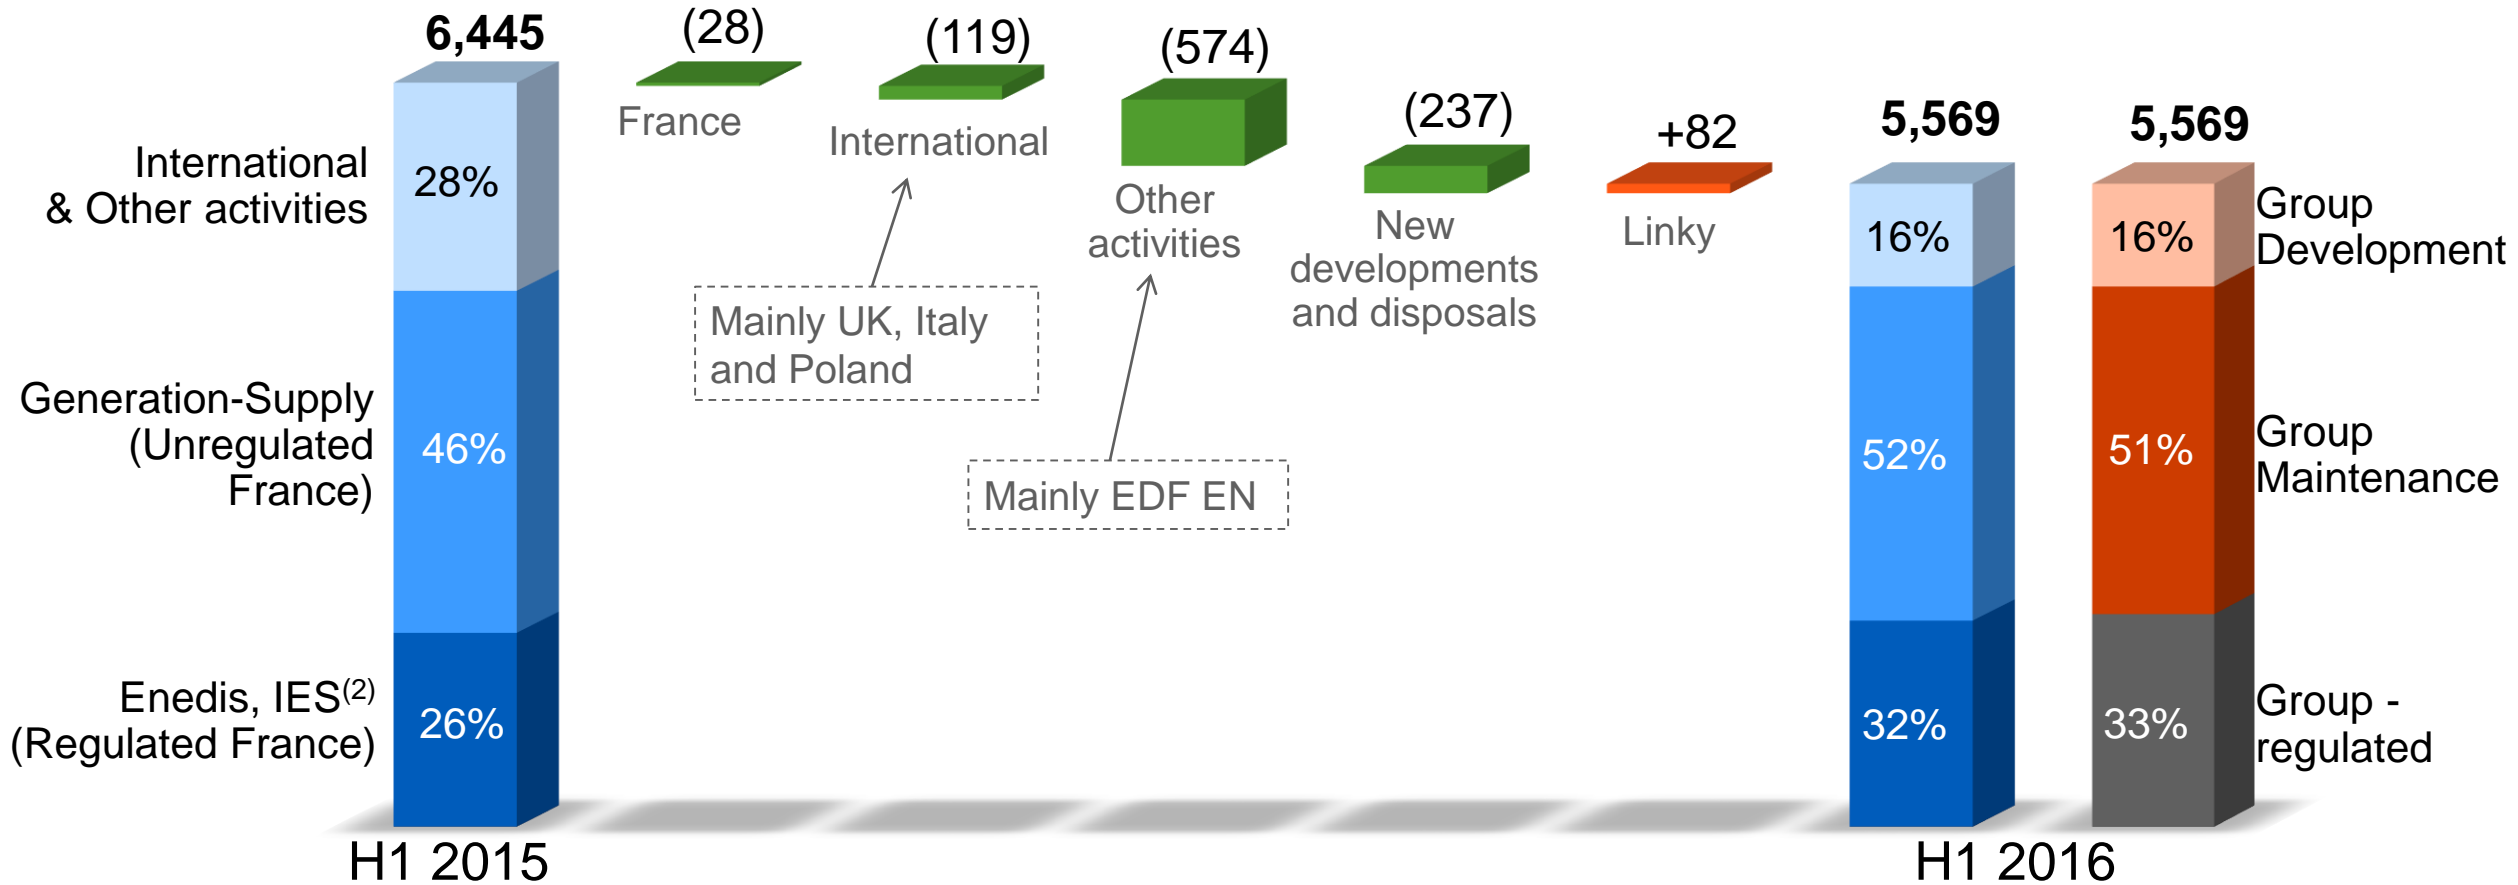 6,445
(28)
(119)
(574)
(237)
+82
5,569
5,569
France
International
Other
activities
New
developments
and disposals
Linky
Mainly UK, Italy
and Poland
Mainly EDF EN
International
& Other activities
28%
Generation-Supply
(Unregulated
France)
46%
Enedis, IES(2)
(Regulated France)
26%
16%
52%
32%
16%
51%
33%
Group
Development
Group
Maintenance
Group -
regulated
H1 2015
H1 2016